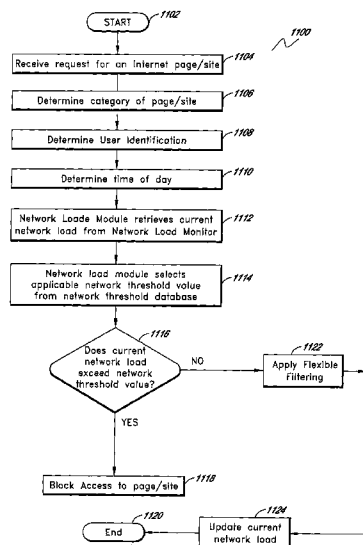 START
1102
1100
Receive request for an internet page/site
1104
Determine category of page/site
1106
Determine User Identification
1108
Determine time of day
1110
Network Loade Module retrieves current
network load from Network Load Monitor
1112
Network load module selects
applicable network threshold value
from network threshold database
1114
1116
Does current
network load
exceed network
threshold value?
NO
1122
Apply Flexible
Filtering
YES
Block Access to page/site
1118
1120
End
1124
Update current
network load